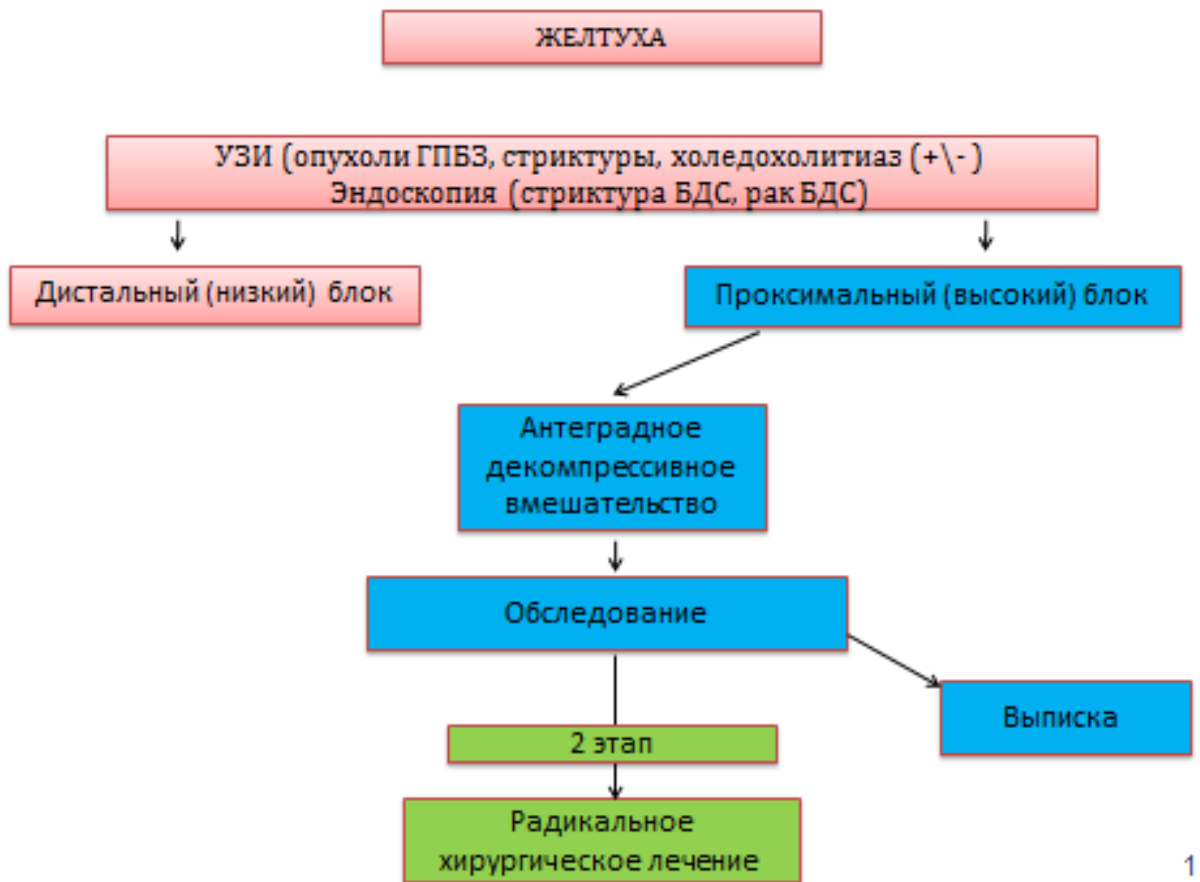 ЖЕЛТУХА
УЗИ (опухоли ГПБЗ, стриктуры, холедохолитиаз (+\-)
Эндоскопия (стриктура БДС, рак БДС)
Дистальный (низкий) блок
Проксимальный (высокий) блок
Антеградное
декомпрессивное
вмешательство
Обследование
Выписка
2 этап
Радикальное
хирургическое лечение
1